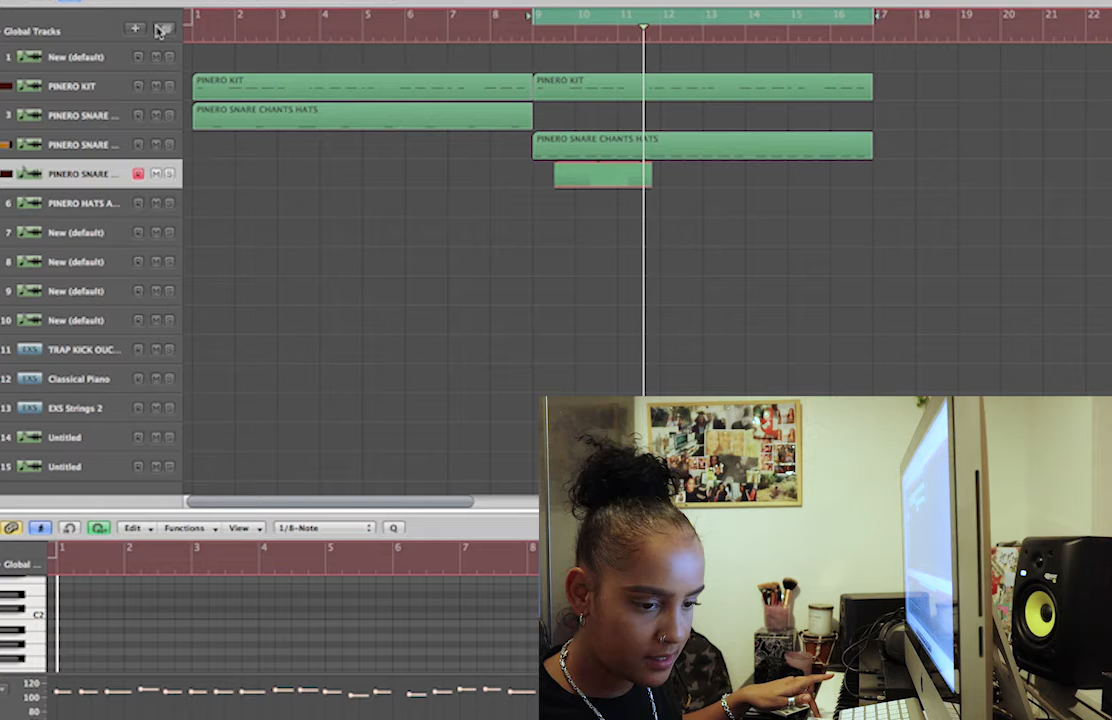 1 2 3 4 5 6 7 8 9 10 11 12 13 14 15 16 17 18 19 20 21 22
Global Tracks
1 New (default)
PINERO KIT
PINERO KIT
PINERO KIT
3 PINERO SNARE ...
PINERO SNARE CHANTS HATS
PINERO SNARE ...
PINERO SNARE CHANTS HATS
PINERO SNARE ... R M S
6 PINERO HATS A...
7 New (default)
8 New (default)
9 New (default)
10 New (default)
11 EXS TRAP KICK OUC...
12 EXS Classical Piano
13 EXS EXS Strings 2
14 Untitled
15 Untitled
Edit Functions View 1/8-Note Q
1 2 3 4 5 6 7 8
Global ...
C2
120
100
80